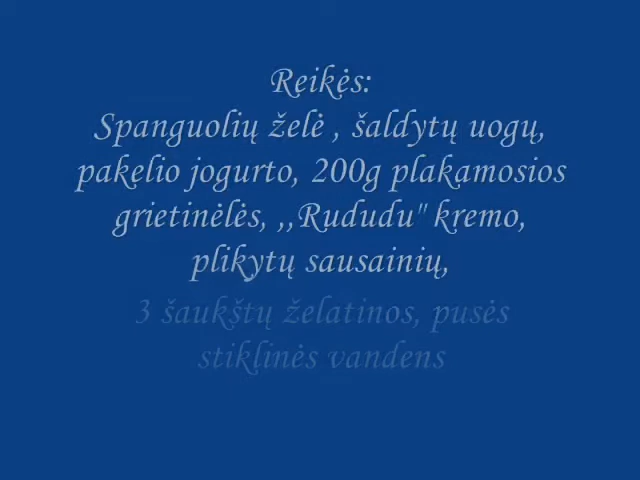 Reikės:
Spanguolių želė , šaldytų uogų,
pakelio jogurto, 200g plakamosios
grietinėlės, ,,Rududu" kremo,
plikytų sausainių,
3 šaukštų želatinos, pusės
stiklinės vandens